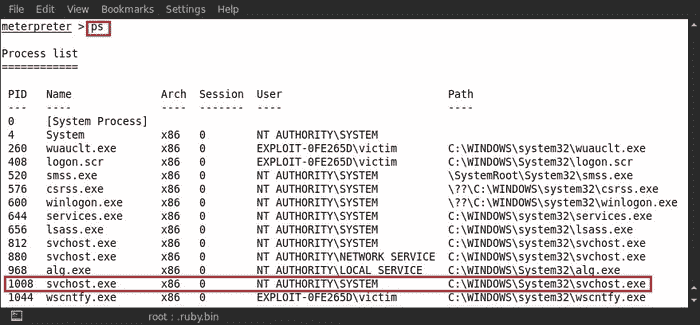 File Edit View Bookmarks Settings Help
meterpreter > ps
Process list
============
PID Name Arch Session User Path
--- ---- ---- ------- ---- ----
0 [System Process]
4 System x86 0 NT AUTHORITY\SYSTEM
260 wuauclt.exe x86 0 EXPLOIT-0FE265D\victim C:\WINDOWS\system32\wuauclt.exe
408 logon.scr x86 0 EXPLOIT-0FE265D\victim C:\WINDOWS\system32\logon.scr
520 smss.exe x86 0 NT AUTHORITY\SYSTEM \SystemRoot\System32\smss.exe
576 csrss.exe x86 0 NT AUTHORITY\SYSTEM \??\C:\WINDOWS\system32\csrss.exe
600 winlogon.exe x86 0 NT AUTHORITY\SYSTEM \??\C:\WINDOWS\system32\winlogon.exe
644 services.exe x86 0 NT AUTHORITY\SYSTEM C:\WINDOWS\system32\services.exe
656 lsass.exe x86 0 NT AUTHORITY\SYSTEM C:\WINDOWS\system32\lsass.exe
812 svchost.exe x86 0 NT AUTHORITY\SYSTEM C:\WINDOWS\system32\svchost.exe
880 svchost.exe x86 0 NT AUTHORITY\NETWORK SERVICE C:\WINDOWS\system32\svchost.exe
968 alg.exe x86 0 NT AUTHORITY\LOCAL SERVICE C:\WINDOWS\System32\alg.exe
1008 svchost.exe x86 0 NT AUTHORITY\SYSTEM C:\WINDOWS\System32\svchost.exe
1044 wscntfy.exe x86 0 EXPLOIT-0FE265D\victim C:\WINDOWS\system32\wscntfy.exe
root : .ruby.bin